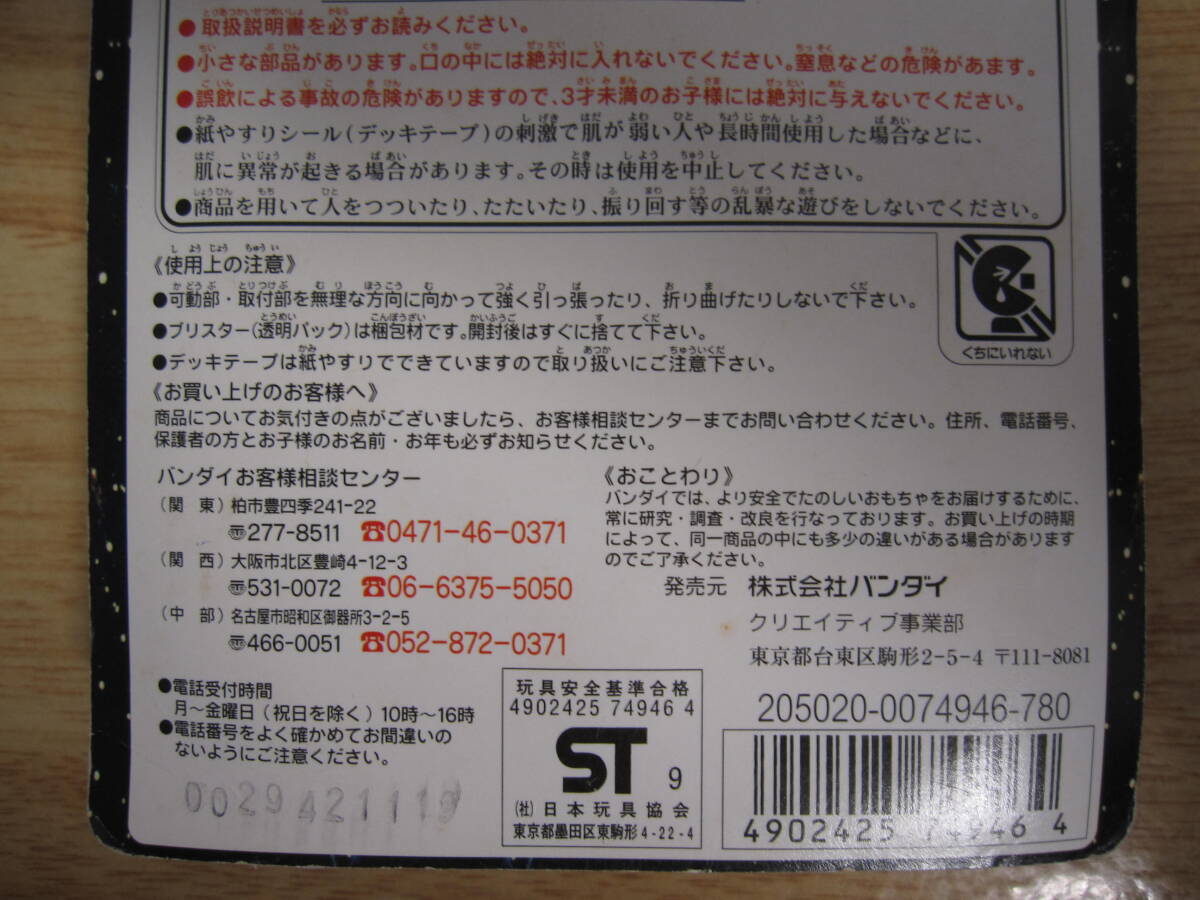 ●取扱説明書を必ずお読みください。
●小さな部品があります。口の中には絶対に入れないでください。窒息などの危険があます。
●誤飲による事故の危険がありますので、3才未満のお子様には絶対に与えないでください。
●紙やすりシール(デッキテープ)の刺激で肌が弱い人や長時間使用した場合などに、
肌に異常が起きる場合があります。その時は使用を中止してください。
●商品を用いて人をつついたり、たたいたり、振り回す等の乱暴な遊びをしないでください。
《使用上の注意》
●可動部・取付部を無理な方向に向かって強く引っ張ったり、折り曲げたりしないで下さい。
●ブリスター(透明パック)は梱包材です。開封後はすぐに捨てて下さい。
●デッキテープは紙やすりでできていますので取り扱いにご注意下さい。
くちにいれない
《お買い上げのお客様へ》
商品についてお気付きの点がございましたら、お客様相談センターまでお問い合わせください。住所、電話番号、
保護者の方とお子様のお名前・お年も必ずお知らせください。
バンダイお客様相談センター
(関 東) 柏市豊四季241-22
〠277-8511 ☎0471-46-0371
(関 西) 大阪市北区豊崎4-12-3
〠531-0072 ☎06-6375-5050
(中 部) 名古屋市昭和区御器所3-2-5
〠466-0051 ☎052-872-0371
●電話受付時間
月〜金曜日(祝日を除く)10時〜16時
●電話番号をよく確かめてお間違いの
ないようにご注意ください。
0029421119
《おことわり》
バンダイでは、より安全でたのしいおもちゃをお届けするために、
常に研究・調査・改良を行なっております。お買い上げの時期
によって、同一商品の中にも多少の違いがある場合があります
のでご了承ください。
発売元 株式会社バンダイ
クリエイティブ事業部
東京都台東区駒形2-5-4 〒111-8081
玩具安全基準合格
4902425 74946 4
ST 9
(社)日本玩具協会
東京都墨田区東駒形4-22-4
205020-0074946-780
4902425 74946 4